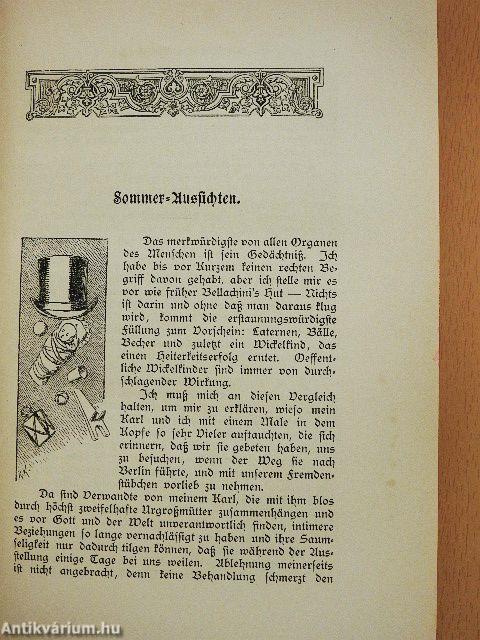 Sommer-Aussichten.
Das merkwürdigste von allen Organen
des Menschen ist sein Gedächtniß. Ich
habe bis vor Kurzem keinen rechten Be-
griff davon gehabt, aber ich stelle mir es
vor wie früher Bellachini's Hut — Nichts
ist darin und ohne daß man daraus klug
wird, kommt die erstaunungswürdigste
Füllung zum Vorschein: Laternen, Bälle,
Becher und zuletzt ein Wickelkind, das
einen Heiterkeitserfolg erntet. Oeffent-
liche Wickelkinder sind immer von durch-
schlagender Wirkung.
Ich muß mich an diesen Vergleich
halten, um mir zu erklären, wieso mein
Karl und ich mit einem Male in dem
Kopfe so sehr Vieler auftauchten, die sich
erinnern, daß wir sie gebeten haben, uns
zu besuchen, wenn der Weg sie nach
Berlin führte, und mit unserem Fremden-
stübchen vorlieb zu nehmen.
Da sind Verwandte von meinem Karl, die mit ihm blos
durch höchst zweifelhafte Urgroßmütter zusammenhängen und
es vor Gott und der Welt unverantwortlich finden, intimere
Beziehungen so lange vernachlässigt zu haben und ihre Saum-
seligkeit nur dadurch tilgen können, daß sie während der Aus-
stellung einige Tage bei uns weilen. Ablehnung meinerseits
ist nicht angebracht, denn keine Behandlung schmerzt den
Antikvárium.hu